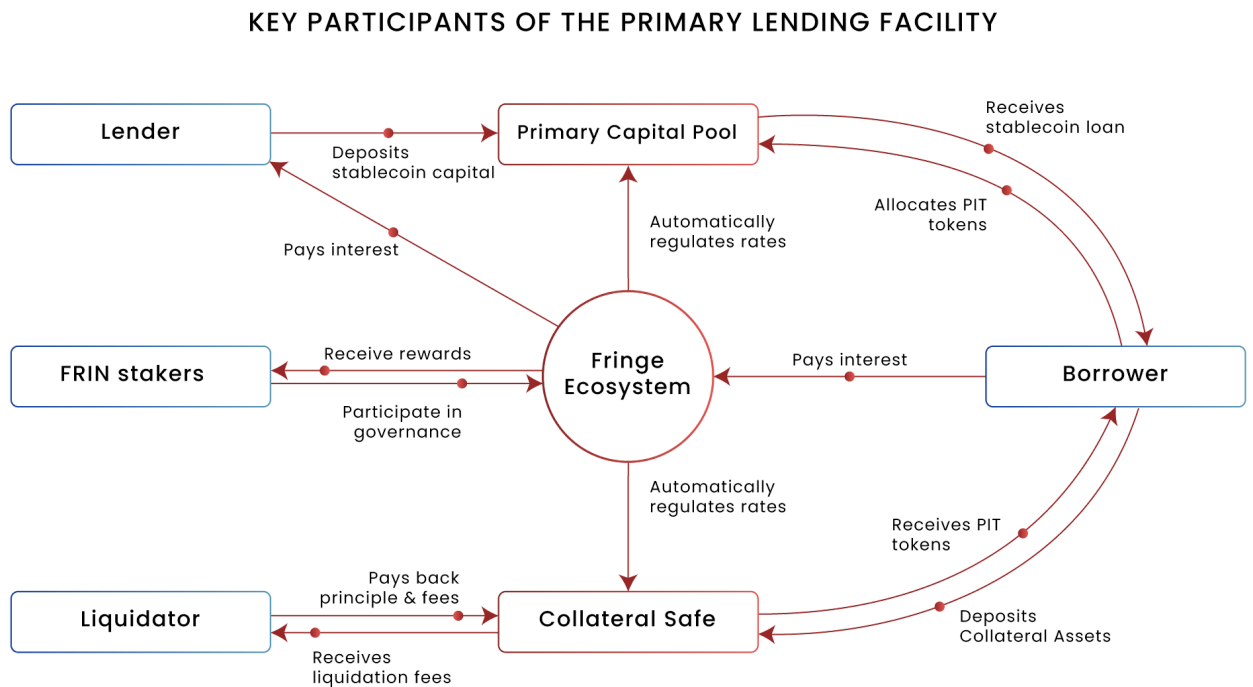 KEY PARTICIPANTS OF THE PRIMARY LENDING FACILITY
Lender
Deposits
stablecoin capital
Primary Capital Pool
Receives
stablecoin loan
Allocates PIT
tokens
Pays interest
Automatically
regulates rates
FRIN stakers
Receive rewards
Participate in
governance
Fringe
Ecosystem
Pays interest
Borrower
Automatically
regulates rates
Receives PIT
tokens
Liquidator
Pays back
principle & fees
Receives
liquidation fees
Collateral Safe
Deposits
Collateral Assets